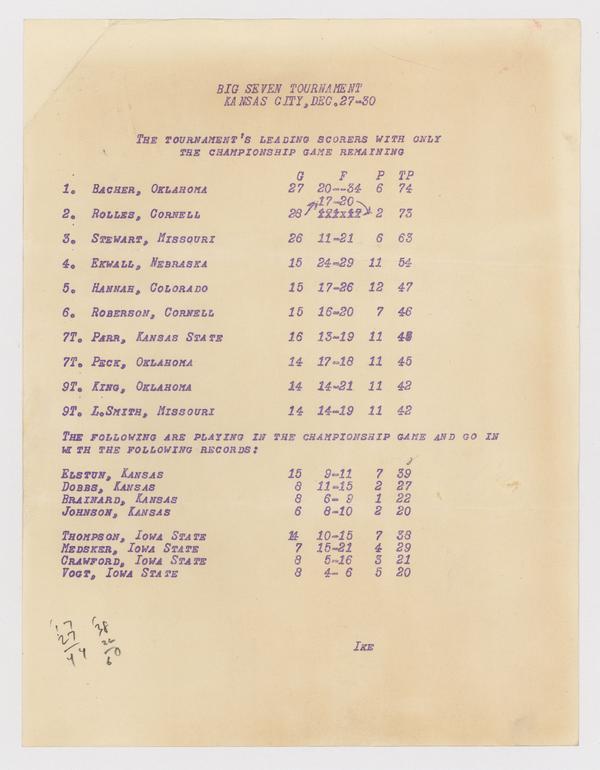 BIG SEVEN TOURNAMENT
KANSAS CITY, DEC. 27-30
THE TOURNAMENT'S LEADING SCORERS WITH ONLY
THE CHAMPIONSHIP GAME REMAINING
G F P TP
1. BACHER, OKLAHOMA 27 20--34 6 74
17-20
2. ROLLES, CORNELL 28 2 73
3. STEWART, MISSOURI 26 11-21 6 63
4. EKWALL, NEBRASKA 15 24-29 11 54
5. HANNAH, COLORADO 15 17-26 12 47
6. ROBERSON, CORNELL 15 16-20 7 46
7T. PARR, KANSAS STATE 16 13-19 11 45
7T. PECK, OKLAHOMA 14 17-18 11 45
9T. KING, OKLAHOMA 14 14-21 11 42
9T. L.SMITH, MISSOURI 14 14-19 11 42
THE FOLLOWING ARE PLAYING IN THE CHAMPIONSHIP GAME AND GO IN
WITH THE FOLLOWING RECORDS:
ELSTUN, KANSAS 15 9-11 7 39
DOBBS, KANSAS 8 11-15 2 27
BRAINARD, KANSAS 8 6- 9 1 22
JOHNSON, KANSAS 6 8-10 2 20
THOMPSON, IOWA STATE 14 10-15 7 38
MEDSKER, IOWA STATE 7 15-21 4 29
CRAWFORD, IOWA STATE 8 5-16 3 21
VOGT, IOWA STATE 8 4- 6 5 20
'17 '38
27 22
44 60
IKE